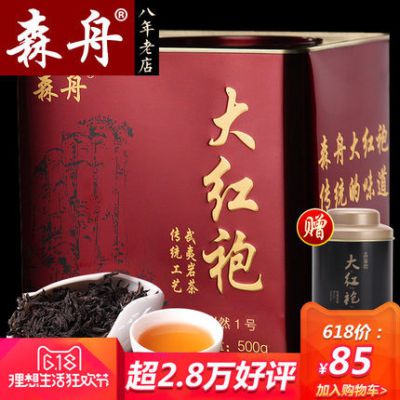 森舟®
八年老店
森舟®
大红袍
武夷岩茶
传统工艺
然1号
：500g
森舟大红袍
传统的味道
赠
大红袍
618
理想生活狂欢节
超2.8万好评
618价：
￥85
加入购物车>